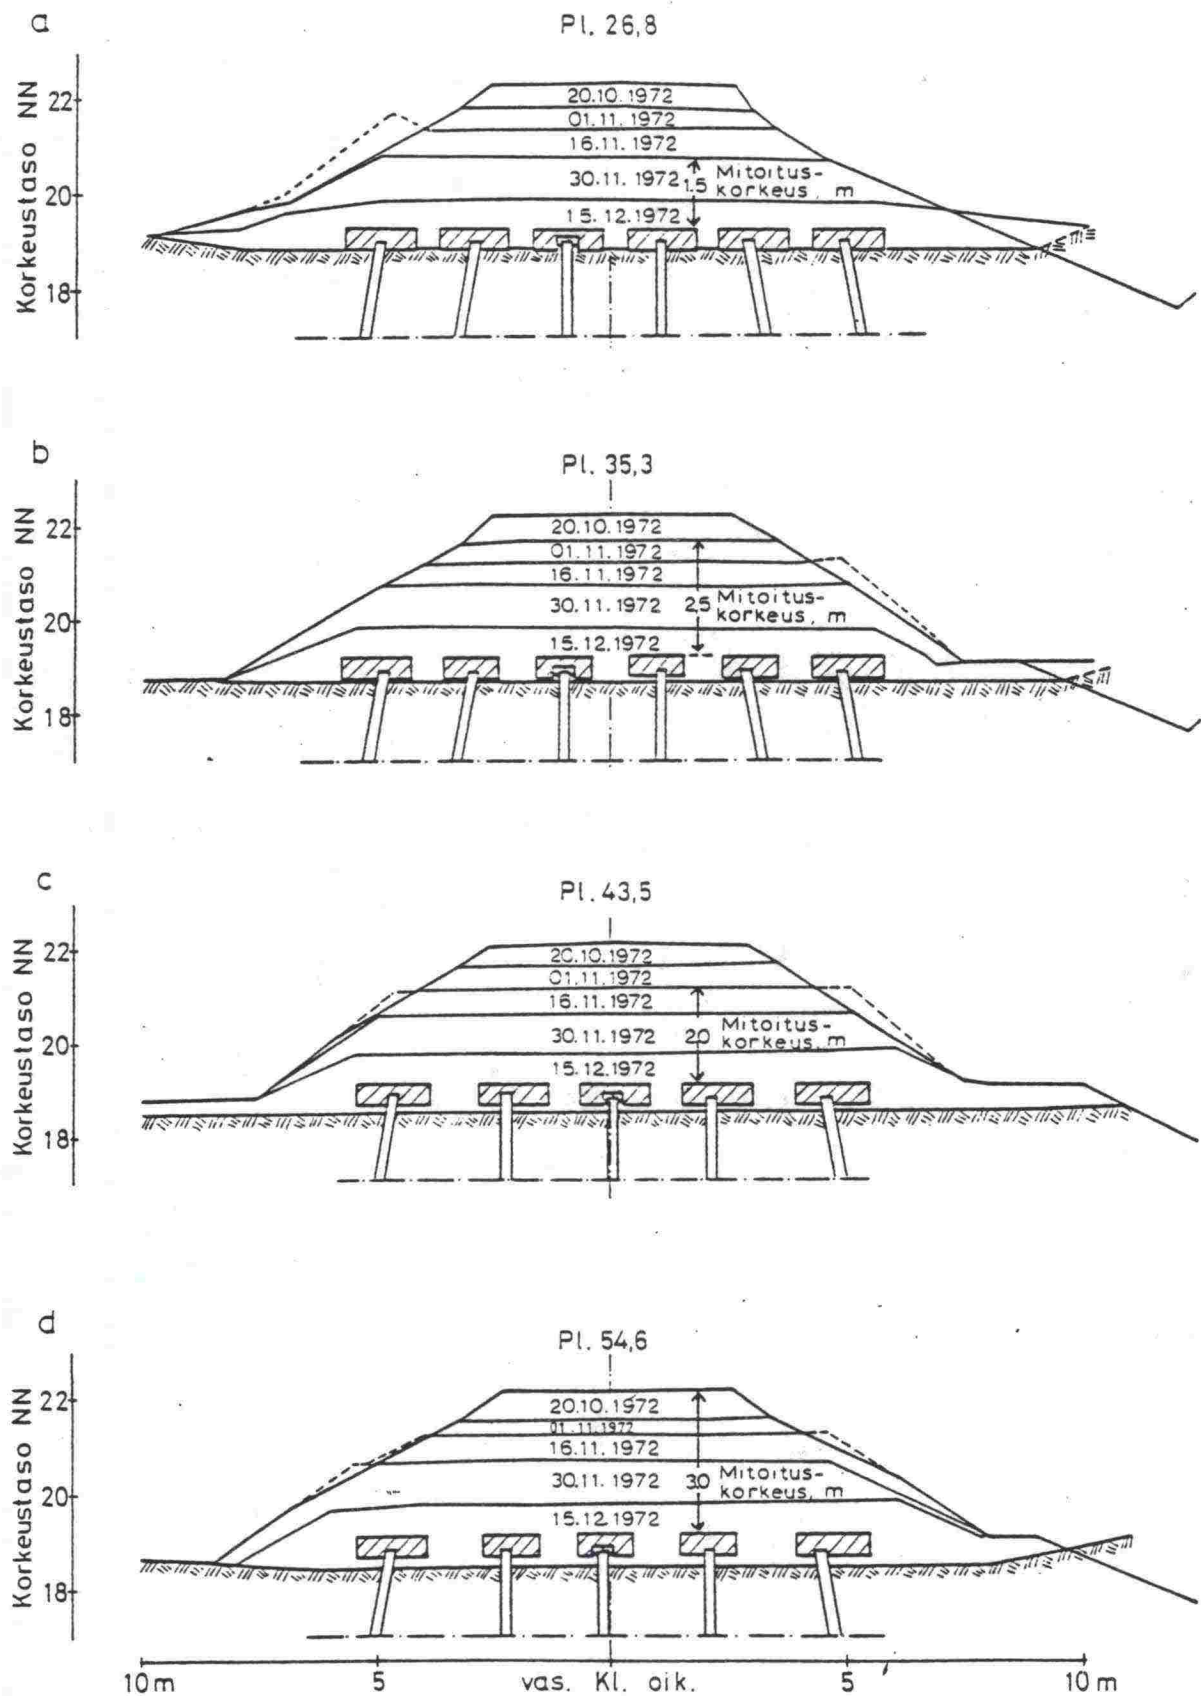 a
Pl. 26,8
Korkeustaso NN
22
20
18
20.10.1972
01.11.1972
16.11.1972
30.11.1972
1.5
Mitoitus-
korkeus, m
15.12.1972
b
Pl. 35,3
Korkeustaso NN
22
20
18
20.10.1972
01.11.1972
16.11.1972
30.11.1972
2.5
Mitoitus-
korkeus, m
15.12.1972
c
Pl. 43,5
Korkeustaso NN
22
20
18
20.10.1972
01.11.1972
16.11.1972
30.11.1972
2.0
Mitoitus-
korkeus, m
15.12.1972
d
Pl. 54,6
Korkeustaso NN
22
20
18
20.10.1972
01.11.1972
16.11.1972
30.11.1972
3.0
Mitoitus-
korkeus, m
15.12.1972
10 m 5 vas. Kl. oik. 5 10 m